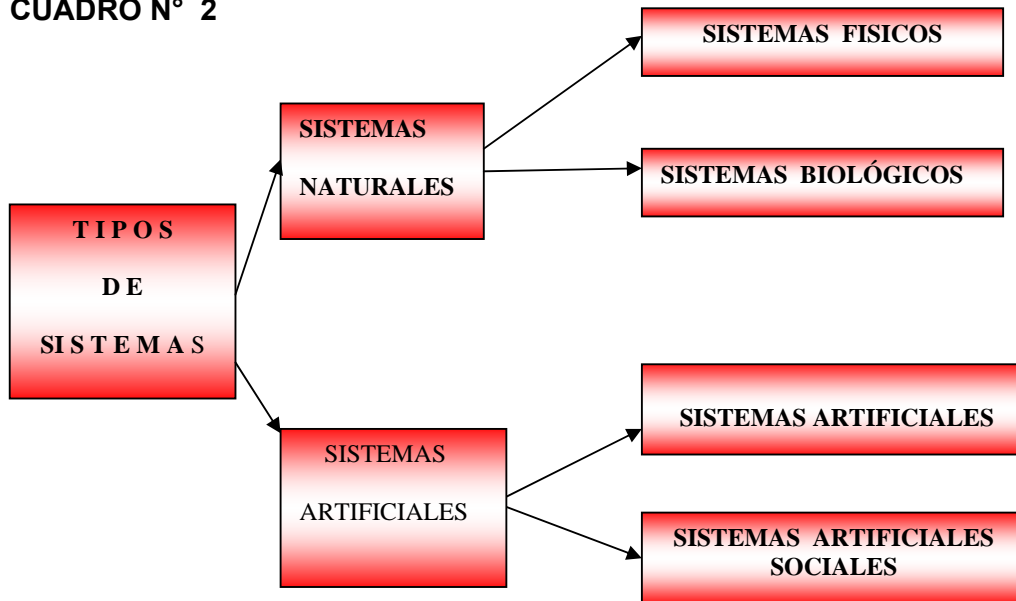 CUADRO N° 2
SISTEMAS FISICOS
SISTEMAS
NATURALES
SISTEMAS BIOLÓGICOS
T I P O S
D E
SI S T E M A S
SISTEMAS ARTIFICIALES
SISTEMAS
ARTIFICIALES
SISTEMAS ARTIFICIALES
SOCIALES